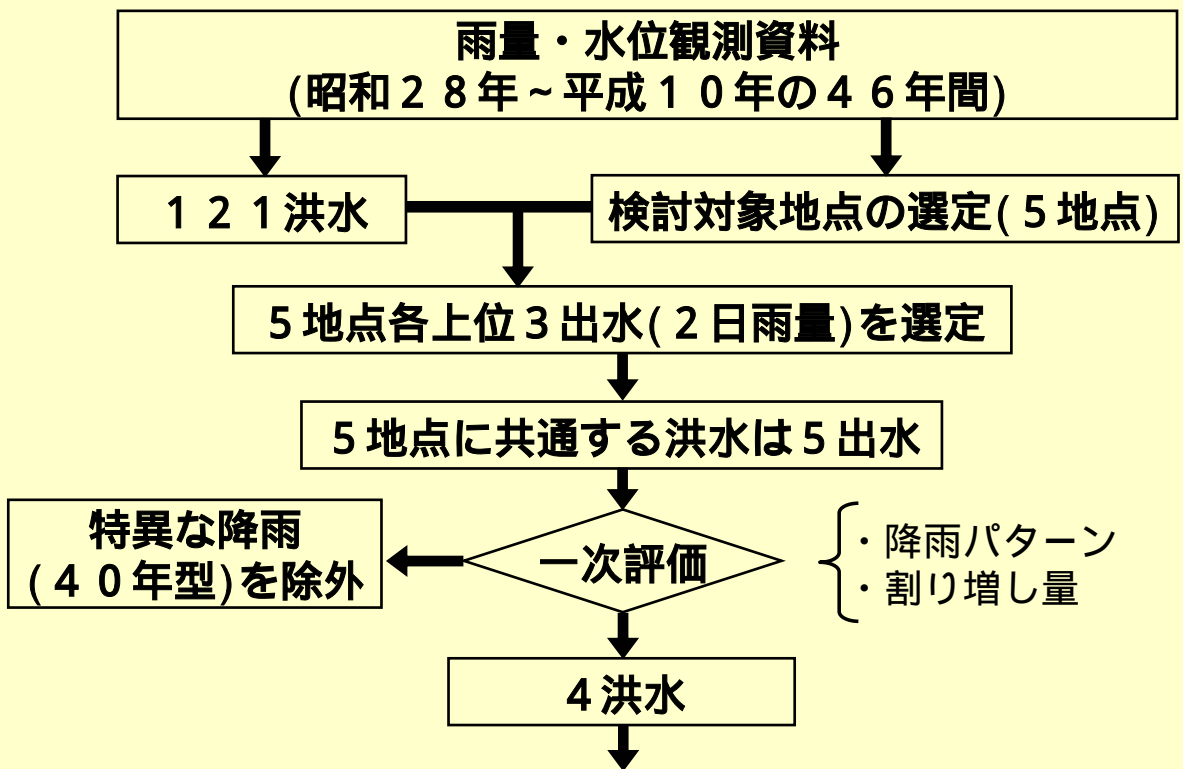 雨量・水位観測資料
(昭和２８年~平成１０年の４６年間)
１２１洪水
検討対象地点の選定(５地点)
５地点各上位３出水(２日雨量)を選定
５地点に共通する洪水は５出水
特異な降雨
(４０年型)を除外
一次評価
・降雨パターン
・割り増し量
４洪水